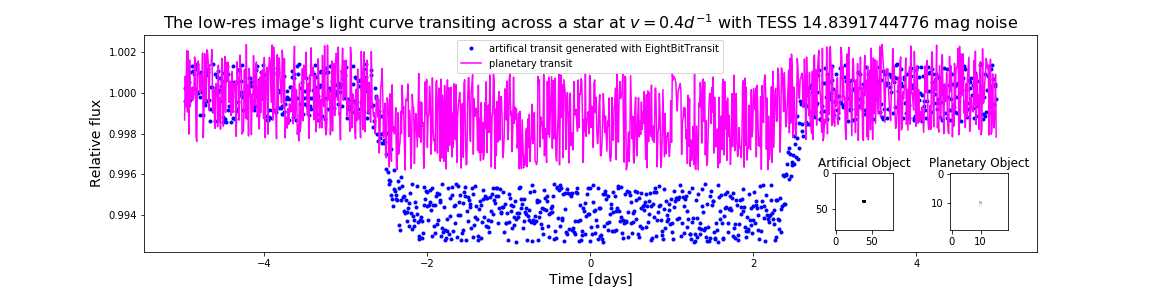 The low-res image's light curve transiting across a star at v = 0.4d⁻¹ with TESS 14.8391744776 mag noise
artifical transit generated with EightBitTransit
planetary transit
Relative flux
1.002
1.000
0.998
0.996
0.994
Artificial Object
Planetary Object
0
50
0
50
0
10
0
10
−4
−2
0
2
4
Time [days]